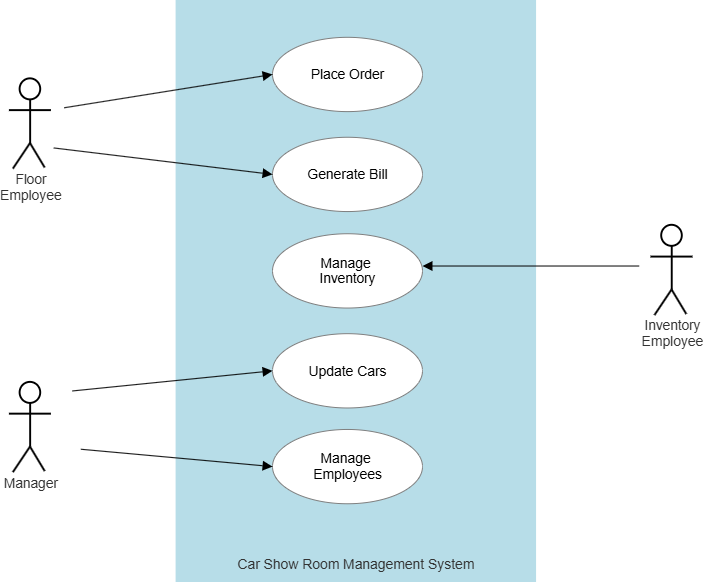 Place Order
Floor
Employee
Generate Bill
Manage
Inventory
Inventory
Employee
Update Cars
Manager
Manage
Employees
Car Show Room Management System